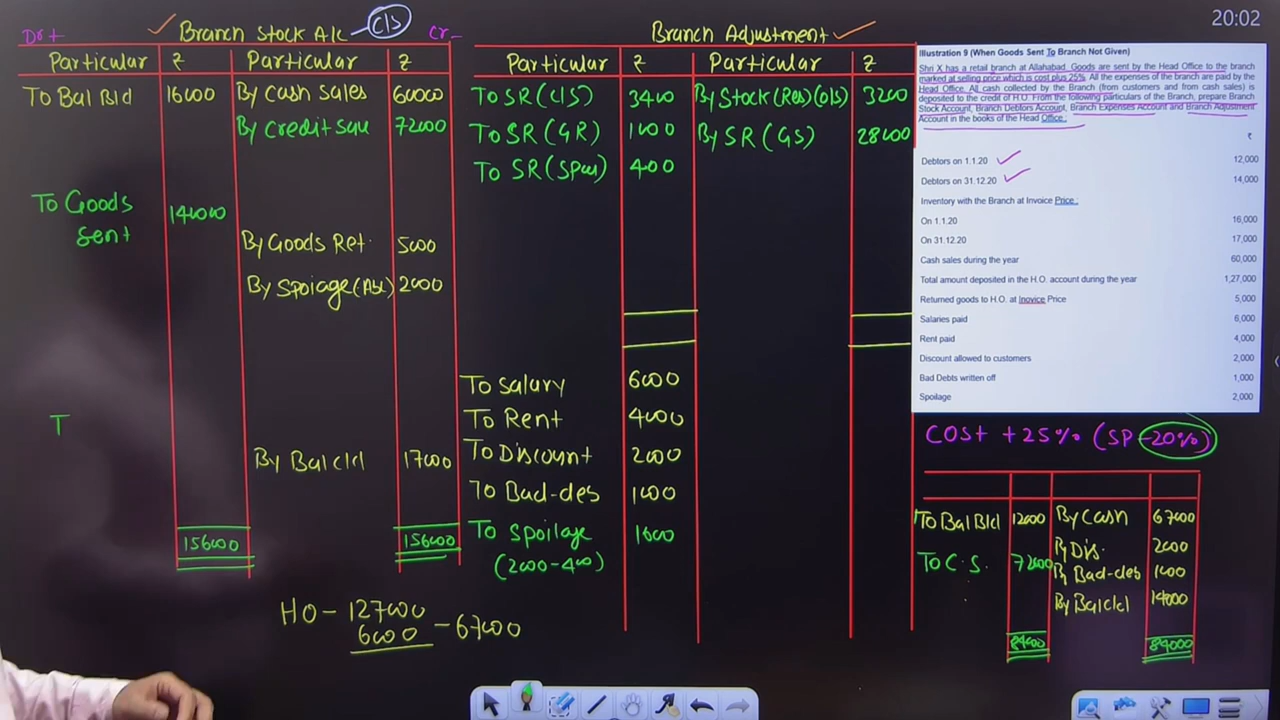 20:02
Branch Stock A/c - C/S
Dr+
Cr-
Particular ₹ Particular ₹
To Bal B/d 16000 By Cash Sales 60000
By Credit Sale 72000
To Goods Sent 140000
By Goods Ret. 5000
By Spoiage (Abl) 2000
T
By Bal c/d 17000
156000 156000
HO - 127000
6000 - 67000
Branch Adjustment
Particular ₹ Particular ₹
To SR (C/S) 3400 By Stock (Res) (O/S) 3200
To SR (GR) 1000 By SR (GS) 28000
To SR (Spoi) 400
To Salary 6000
To Rent 4000
To Discount 2000
To Bad-des 1000
To Spoilage 1600
(2000-400)
Illustration 9 (When Goods Sent To Branch Not Given)
Shri X has a retail branch at Allahabad. Goods are sent by the Head Office to the branch
marked at selling price which is cost plus 25%. All the expenses of the branch are paid by the
Head Office. All cash collected by the Branch (from customers and from cash sales) is
deposited to the credit of H.O. From the following particulars of the Branch, prepare Branch
Stock Account, Branch Debtors Account, Branch Expenses Account and Branch Adjustment
Account in the books of the Head Office :
₹
Debtors on 1.1.20 12,000
Debtors on 31.12.20 14,000
Inventory with the Branch at Invoice Price :
On 1.1.20 16,000
On 31.12.20 17,000
Cash sales during the year 60,000
Total amount deposited in the H.O. account during the year 1,27,000
Returned goods to H.O. at Inovice Price 5,000
Salaries paid 6,000
Rent paid 4,000
Discount allowed to customers 2,000
Bad Debts written off 1,000
Spoilage 2,000
Cost +25% (SP-20%)
To Bal B/d 12000 By Cash 67000
By Dis. 2000
To C.S. 72000 By Bad-des 1000
By Bal c/d 14000
84000 84000